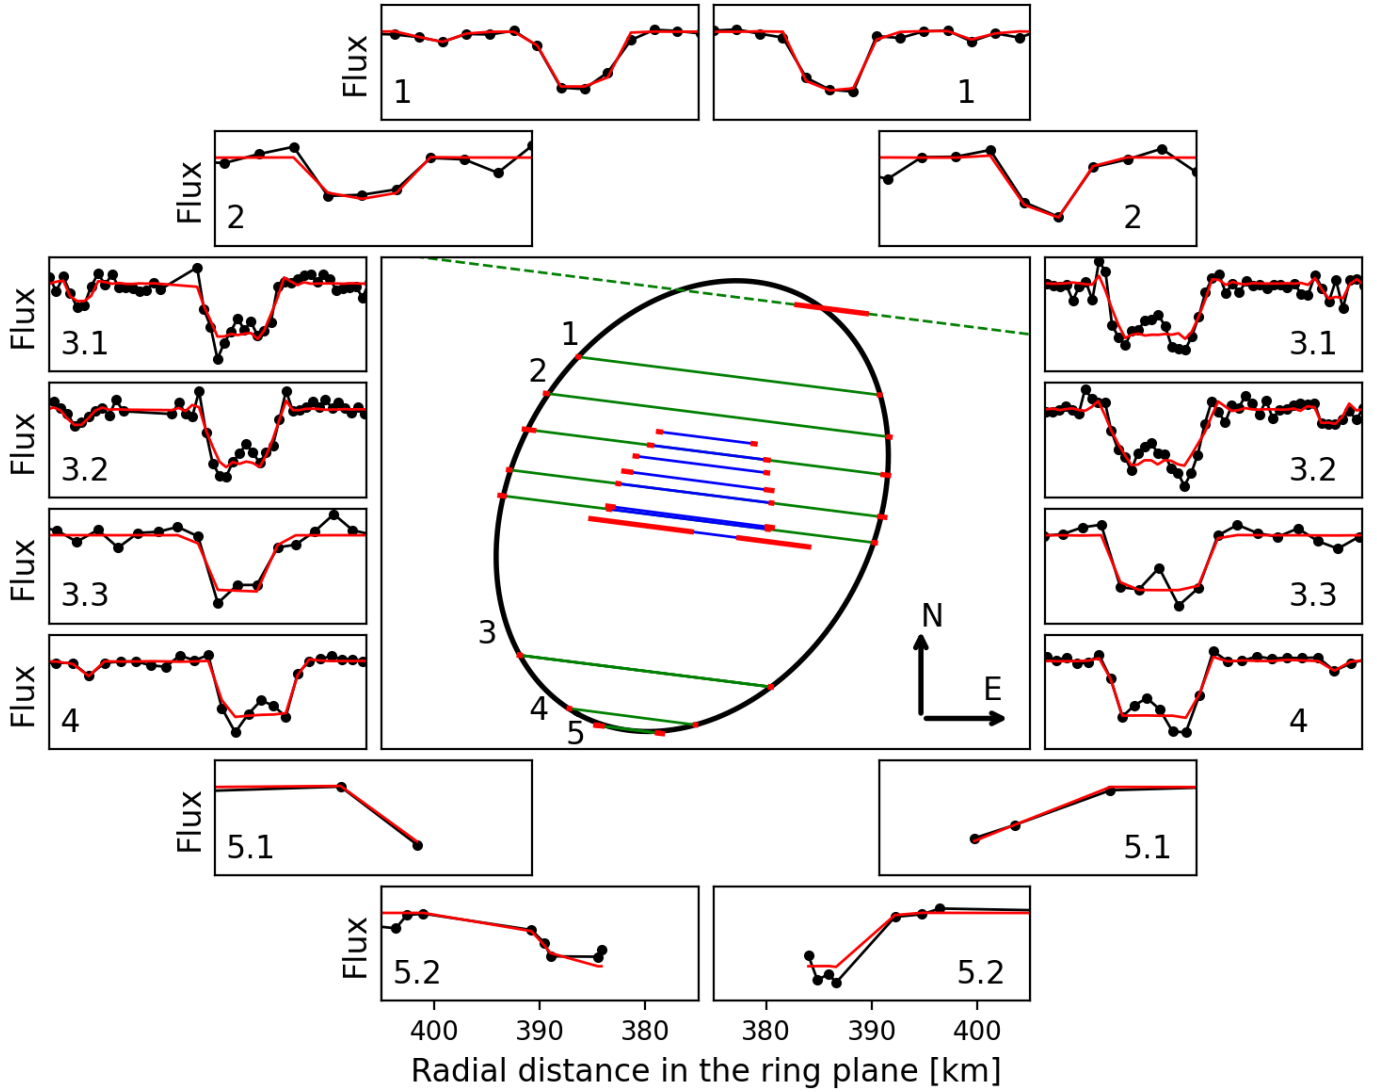 Flux 1 1
Flux 2 2
Flux 3.1 1 2 3.1
Flux 3.2 3.2
Flux 3.3 3.3
Flux 4 3 4 5 N E 4
Flux 5.1 5.1
Flux 5.2 5.2
400 390 380 380 390 400
Radial distance in the ring plane [km]